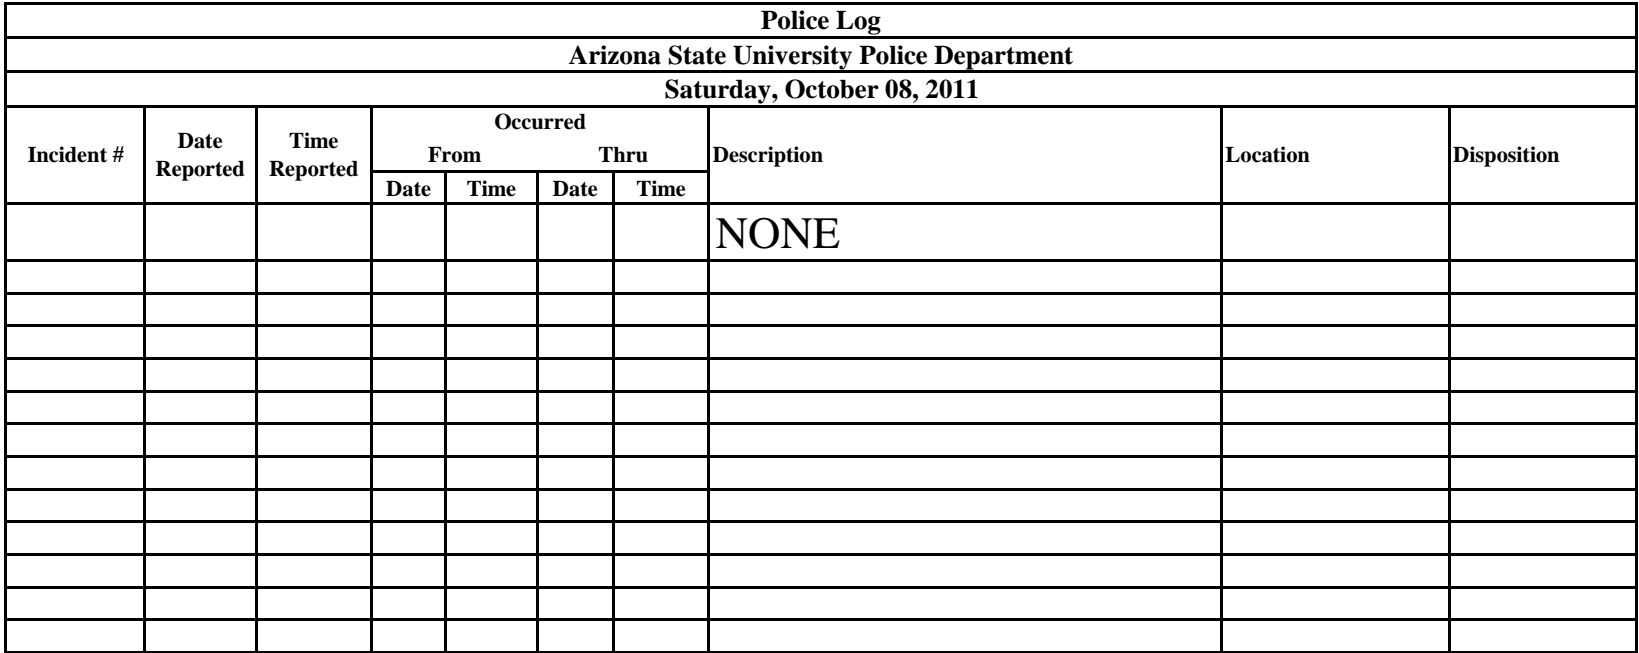 Police Log
Arizona State University Police Department
Saturday, October 08, 2011
Incident #
Date
Reported
Time
Reported
Occurred
From Thru
Date Time Date Time
Description
Location
Disposition
NONE